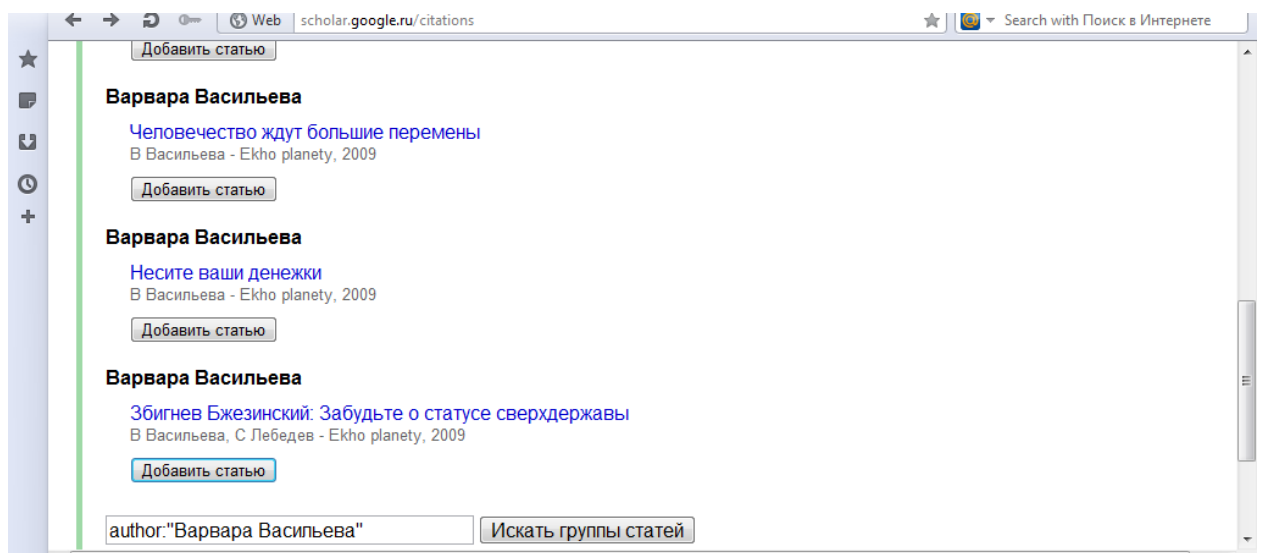 Web scholar.google.ru/citations Search with Поиск в Интернете
Добавить статью
Варвара Васильева
Человечество ждут большие перемены
В Васильева - Ekho planety, 2009
Добавить статью
Варвара Васильева
Несите ваши денежки
В Васильева - Ekho planety, 2009
Добавить статью
Варвара Васильева
Збигнев Бжезинский: Забудьте о статусе сверхдержавы
В Васильева, С Лебедев - Ekho planety, 2009
Добавить статью
author:"Варвара Васильева" Искать группы статей